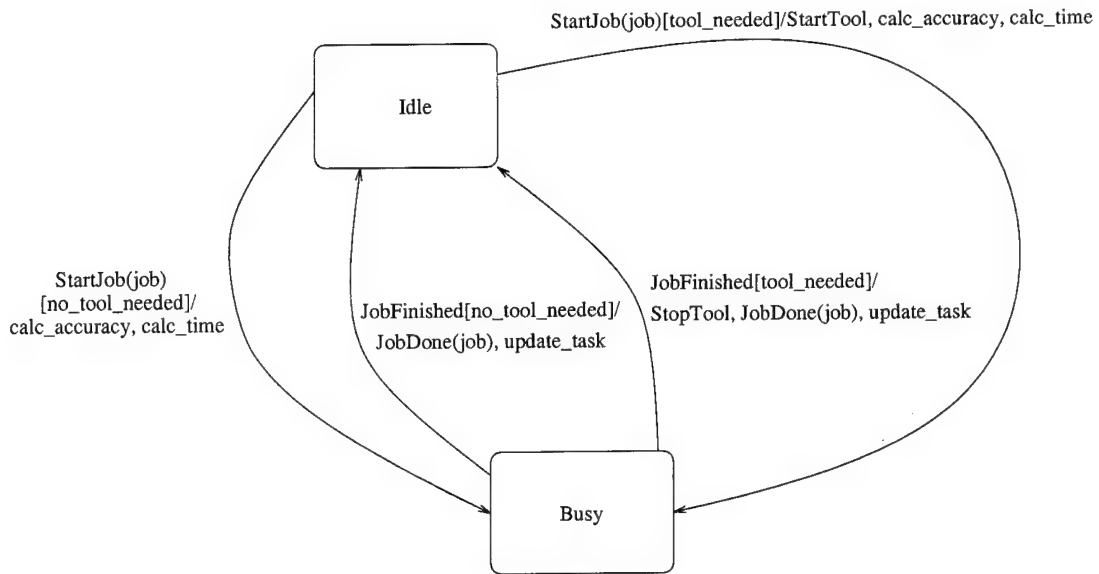 StartJob(job)[tool_needed]/StartTool, calc_accuracy, calc_time
Idle
StartJob(job)
[no_tool_needed]/
calc_accuracy, calc_time
JobFinished[no_tool_needed]/
JobDone(job), update_task
JobFinished[tool_needed]/
StopTool, JobDone(job), update_task
Busy